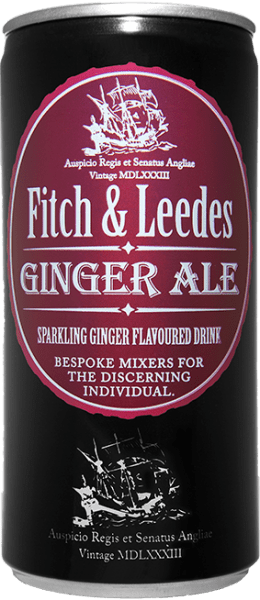 Auspicio Regis et Senatus Angliae
Vintage MDLXXXIII
Fitch & Leedes
GINGER ALE
SPARKLING GINGER FLAVOURED DRINK
BESPOKE MIXERS FOR
THE DISCERNING
INDIVIDUAL.
Auspicio Regis et Senatus Angliae
Vintage MDLXXXIII